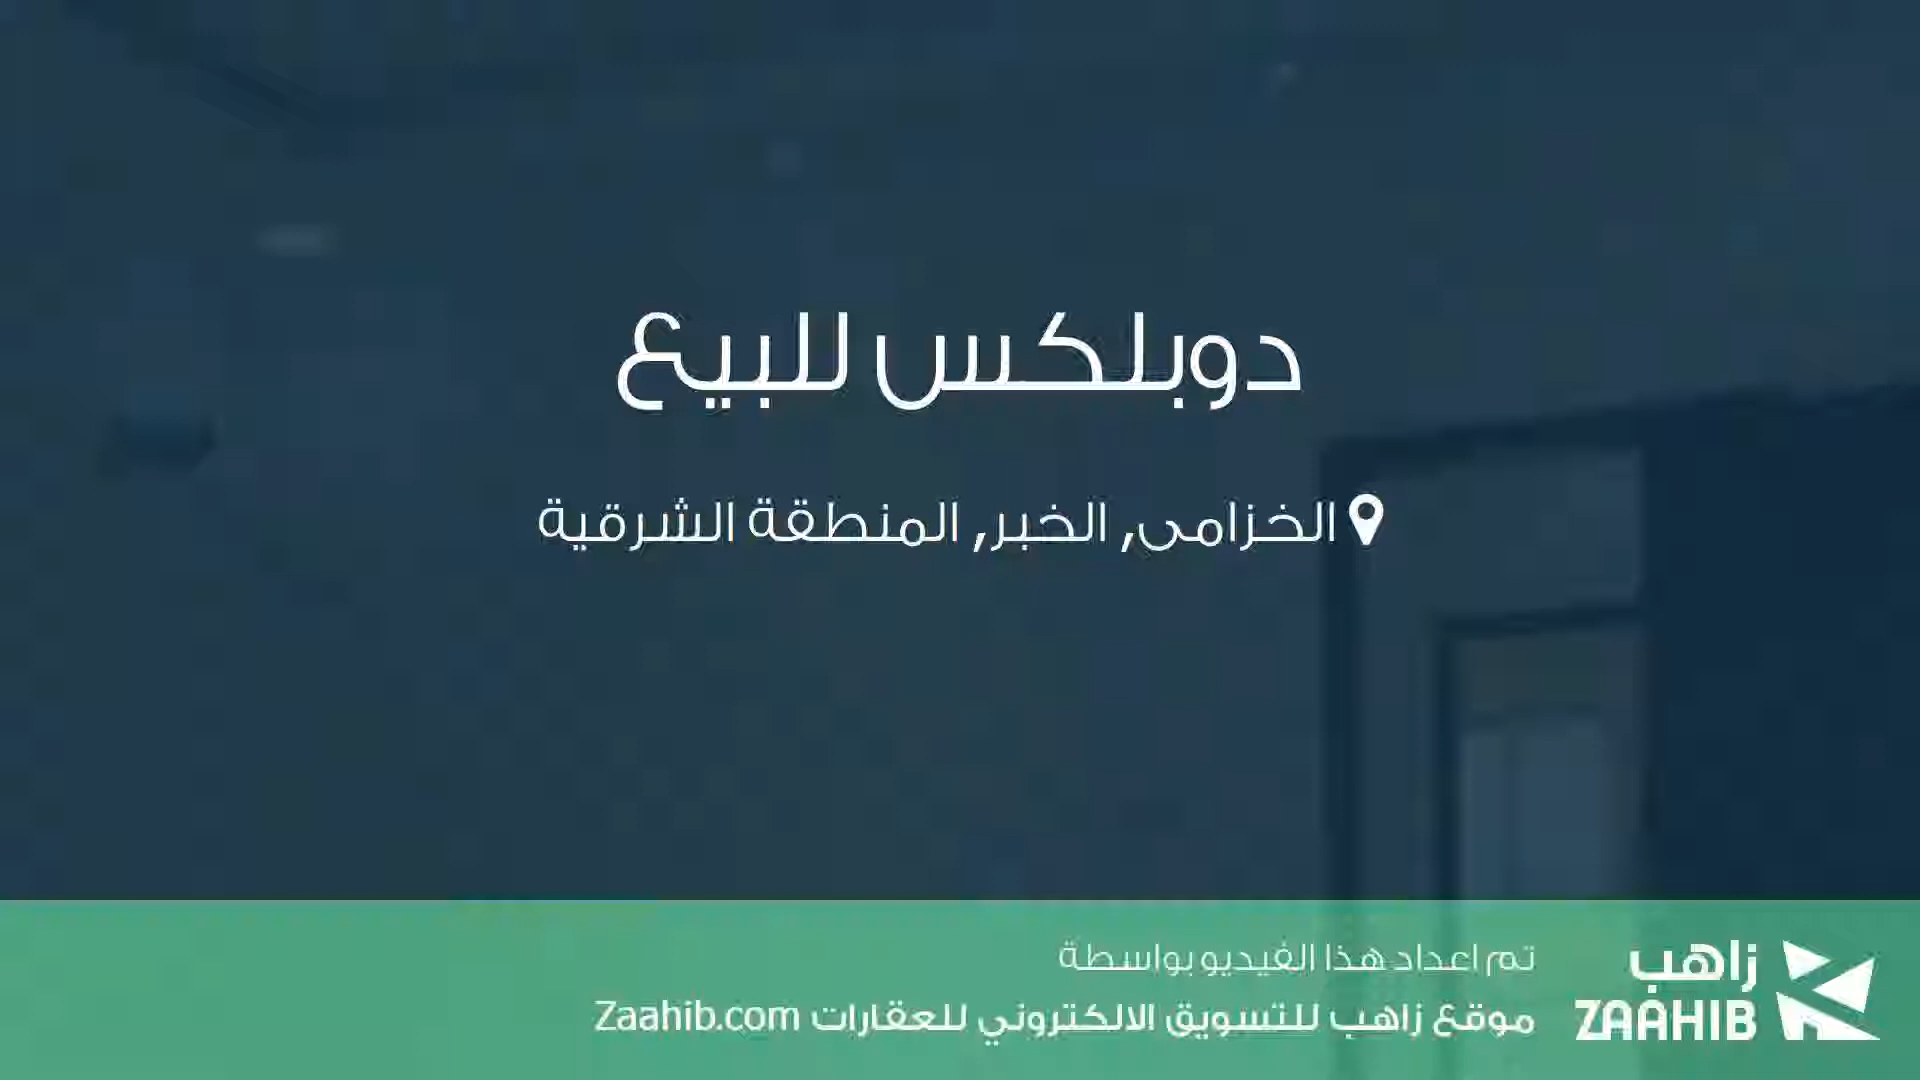 دوبلكس للبيع
الخزامى, الخبر, المنطقة الشرقية
تم اعداد هذا الفيديو بواسطة
موقع زاهب للتسويق الالكتروني للعقارات Zaahib.com
زاهب
ZAAHIB